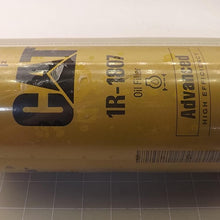 CAT
1R-1807
Oil Filter
Advanced
HIGH EFFICIENCY